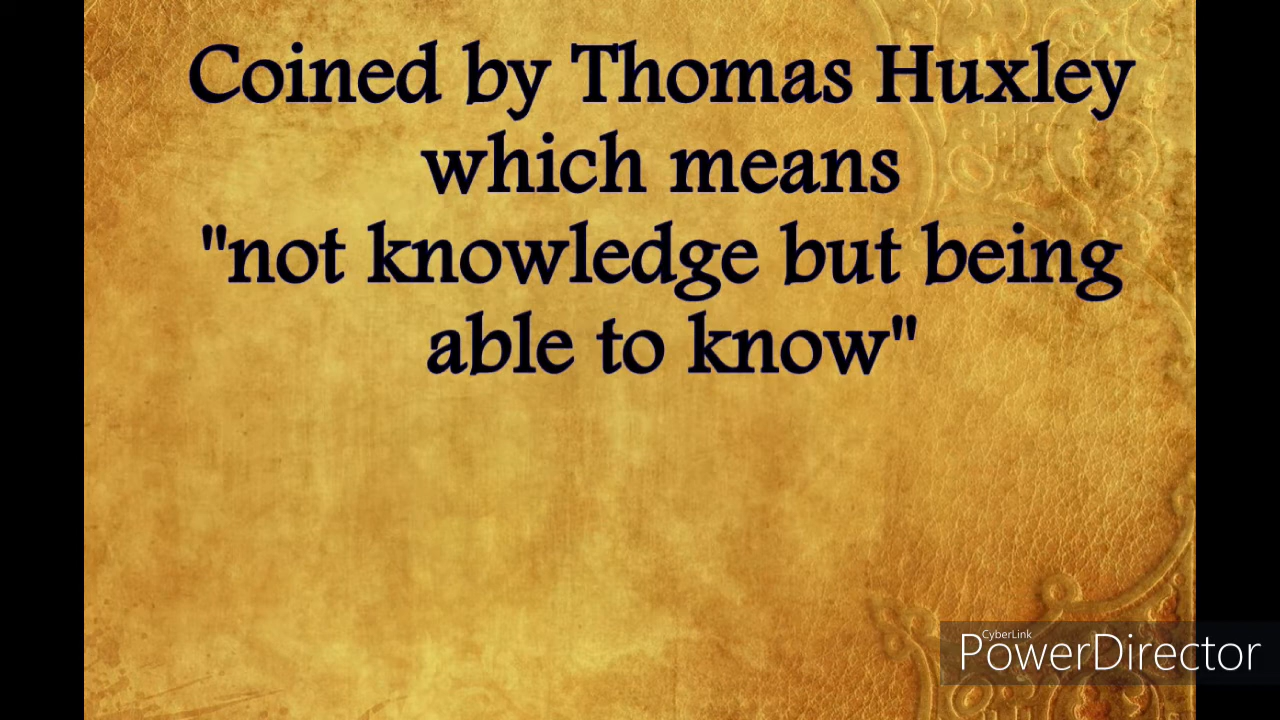 Coined by Thomas Huxley
which means
"not knowledge but being
able to know"
CyberLink
PowerDirector